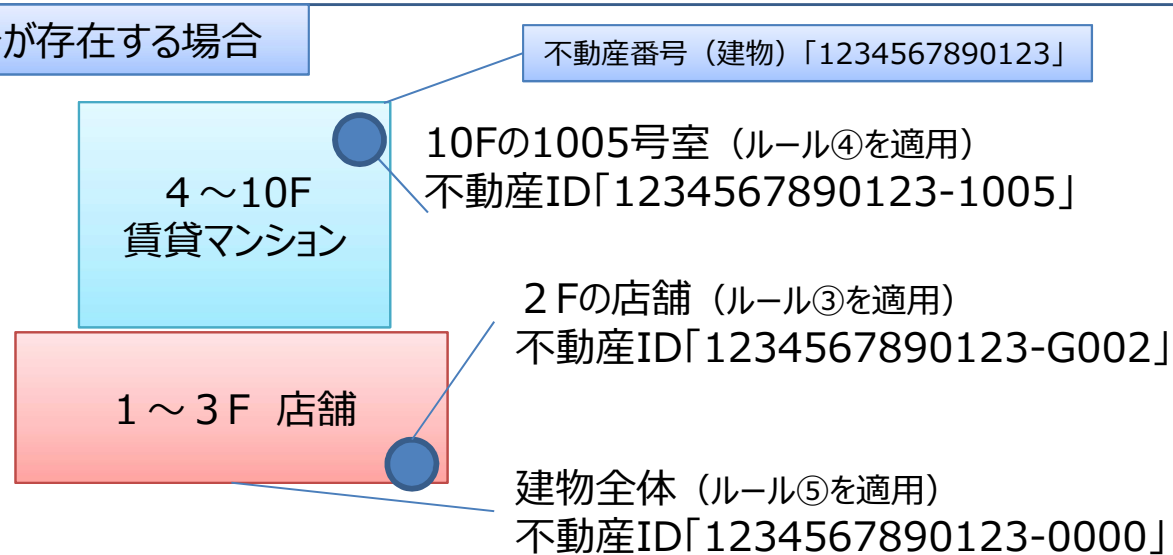 が存在する場合
不動産番号（建物）「1234567890123」
10Fの1005号室（ルール④を適用）
不動産ID「1234567890123-1005」
４～10F
賃貸マンション
２Fの店舗（ルール③を適用）
不動産ID「1234567890123-G002」
１～３F 店舗
建物全体（ルール⑤を適用）
不動産ID「1234567890123-0000」